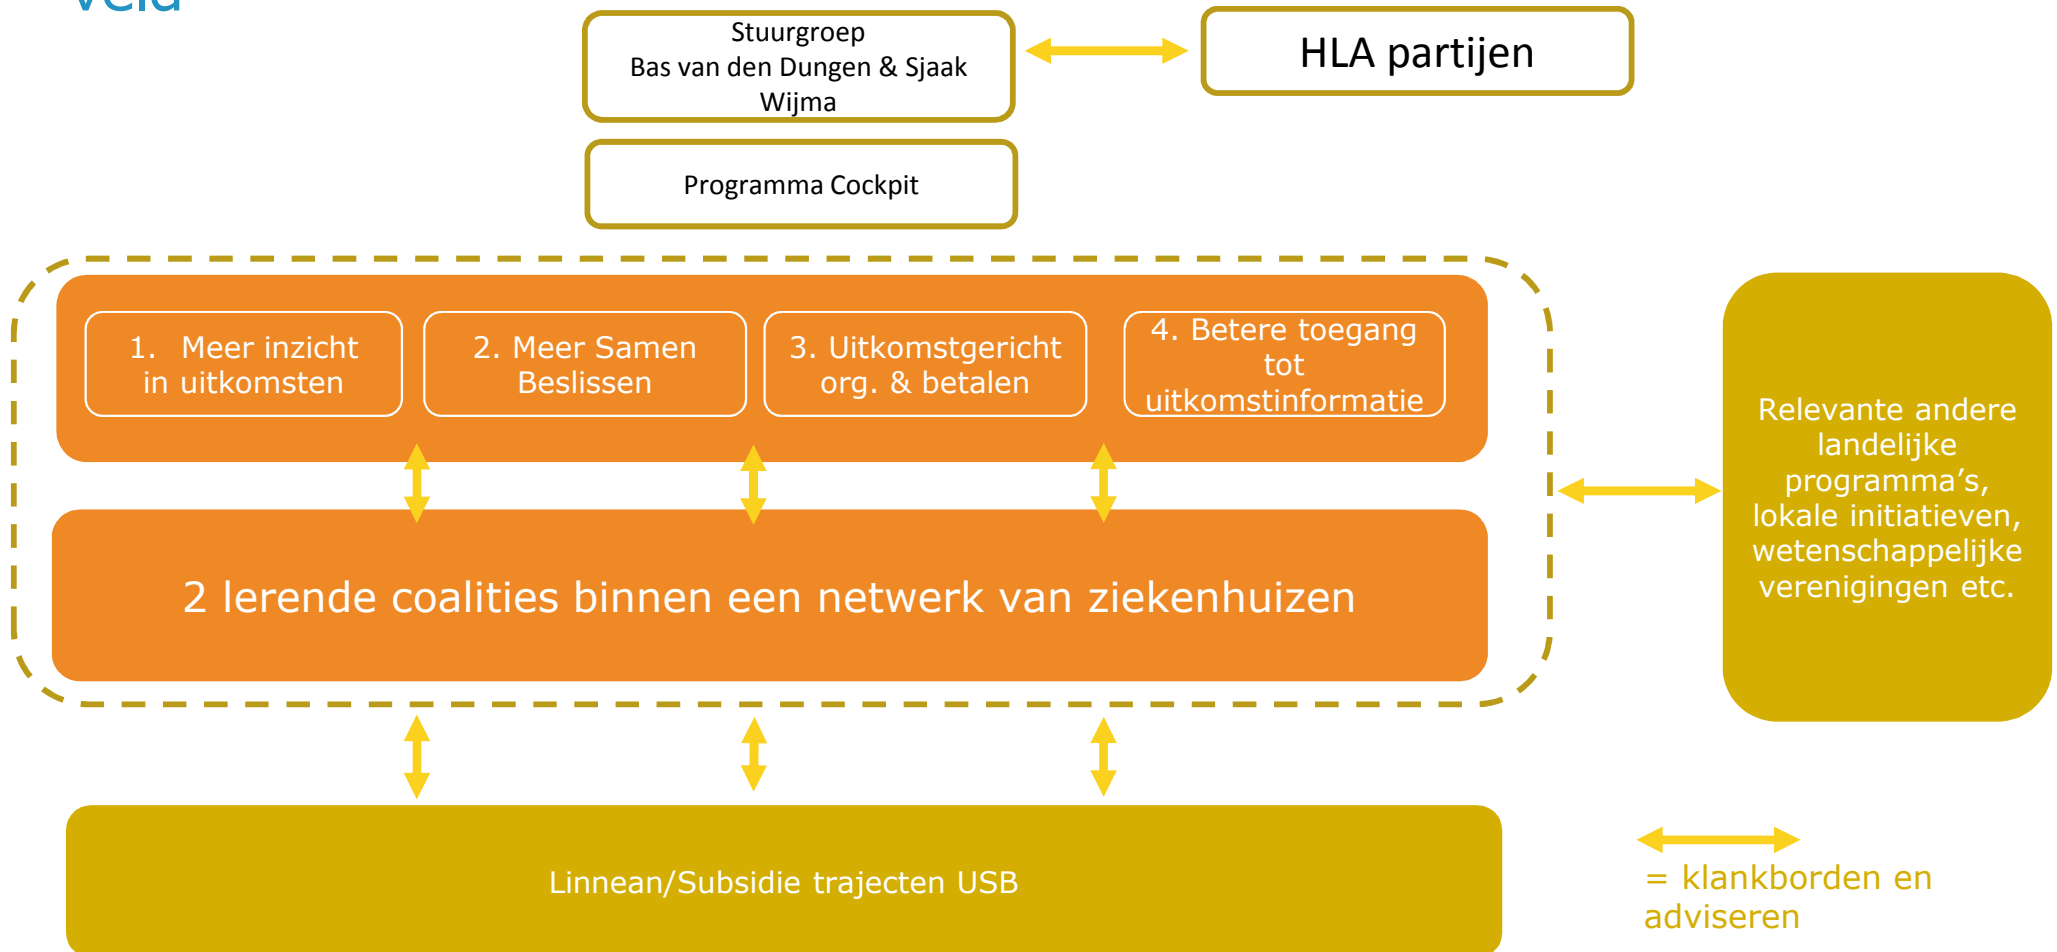 veld
Stuurgroep
Bas van den Dungen & Sjaak
Wijma
HLA partijen
Programma Cockpit
1. Meer inzicht
in uitkomsten
2. Meer Samen
Beslissen
3. Uitkomstgericht
org. & betalen
4. Betere toegang
tot
uitkomstinformatie
Relevante andere
landelijke
programma’s,
lokale initiatieven,
wetenschappelijke
verenigingen etc.
2 lerende coalities binnen een netwerk van ziekenhuizen
Linnean/Subsidie trajecten USB
= klankborden en
adviseren